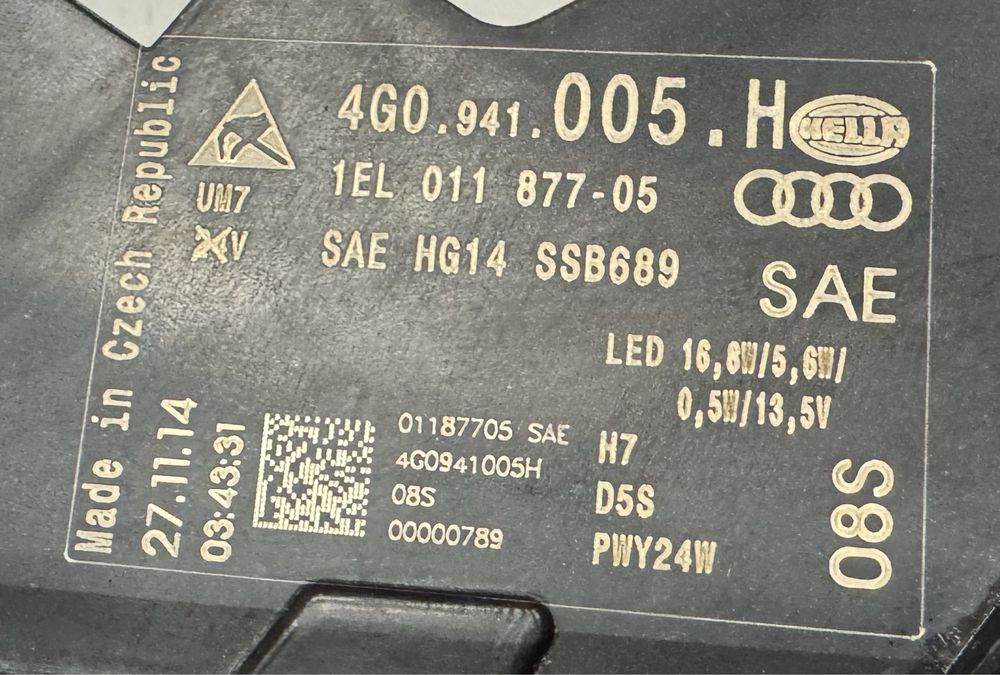 4G0.941.005.H
HELLA
1EL 011 877-05
UM7
SAE HG14 SSB689
SAE
LED 16,8W/5,6W/
0,5W/13,5V
Made in Czech Republic
27.11.14
03:43:31
01187705 SAE
4G0941005H
08S
00000789
H7
D5S
PWY24W
08S